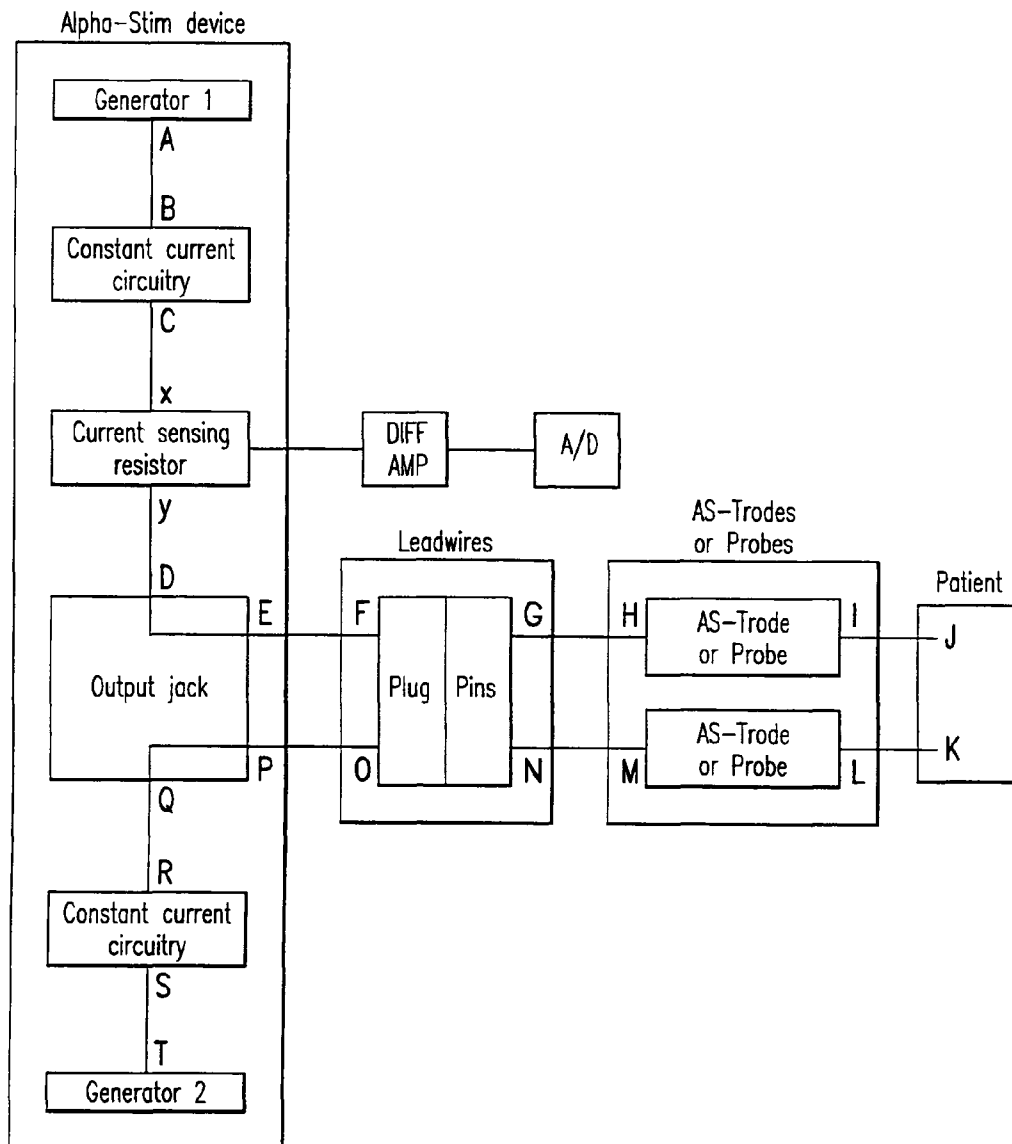 Alpha-Stim device
Generator 1
A
B
Constant current
circuitry
C
x
Current sensing
resistor
DIFF
AMP
A/D
y
D
Leadwires
AS-Trodes
or Probes
Patient
E
F
G
H
AS-Trode
or Probe
I
J
Output jack
Plug
Pins
P
O
N
M
AS-Trode
or Probe
L
K
Q
R
Constant current
circuitry
S
T
Generator 2